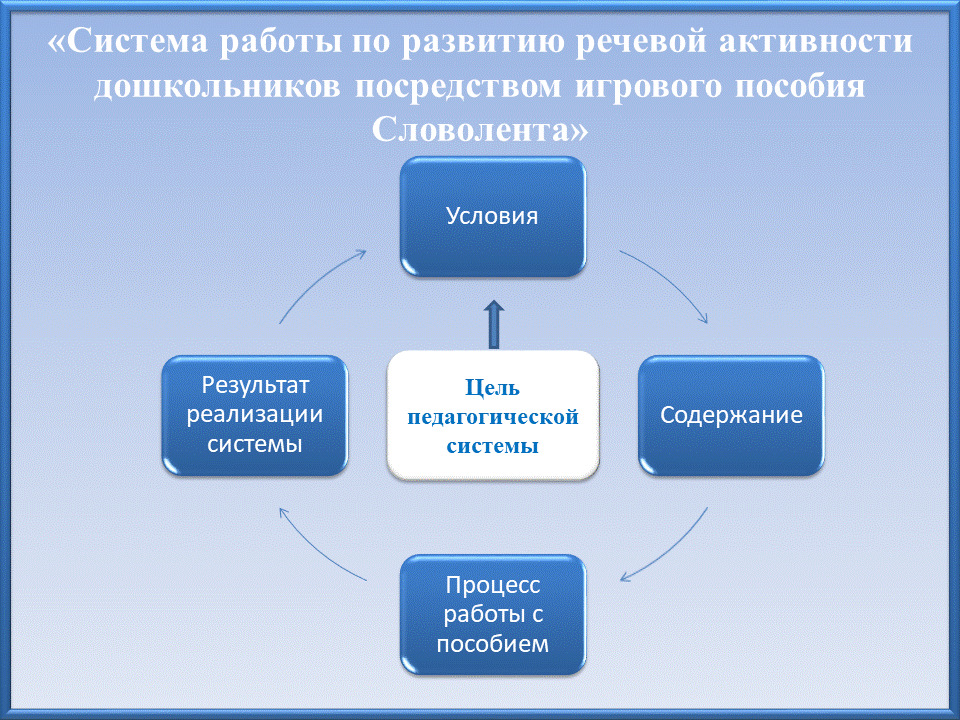 «Система работы по развитию речевой активности
дошкольников посредством игрового пособия
Словолента»
Условия
Результат
реализации
системы
Цель
педагогической
системы
Содержание
Процесс
работы с
пособием